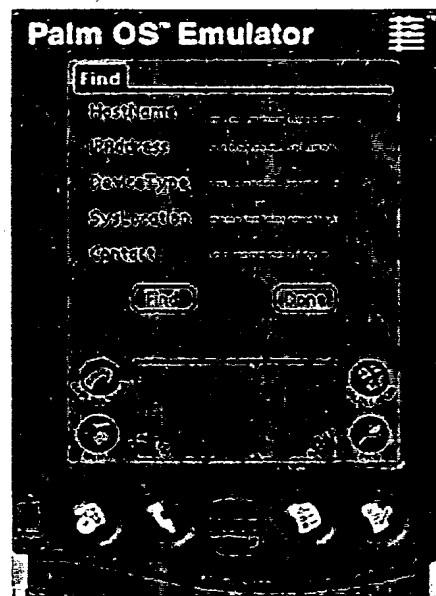 Palm OS™ Emulator
Find
HostName
IPAddress
DeviceType
SysLocation
Contact
Find Done